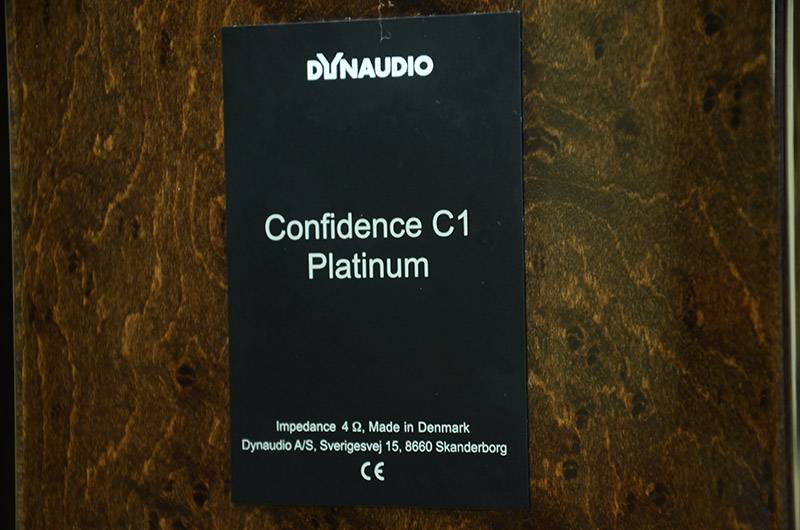 DYNAUDIO
Confidence C1
Platinum
Impedance 4 Ω, Made in Denmark
Dynaudio A/S, Sverigesvej 15, 8660 Skanderborg
CE